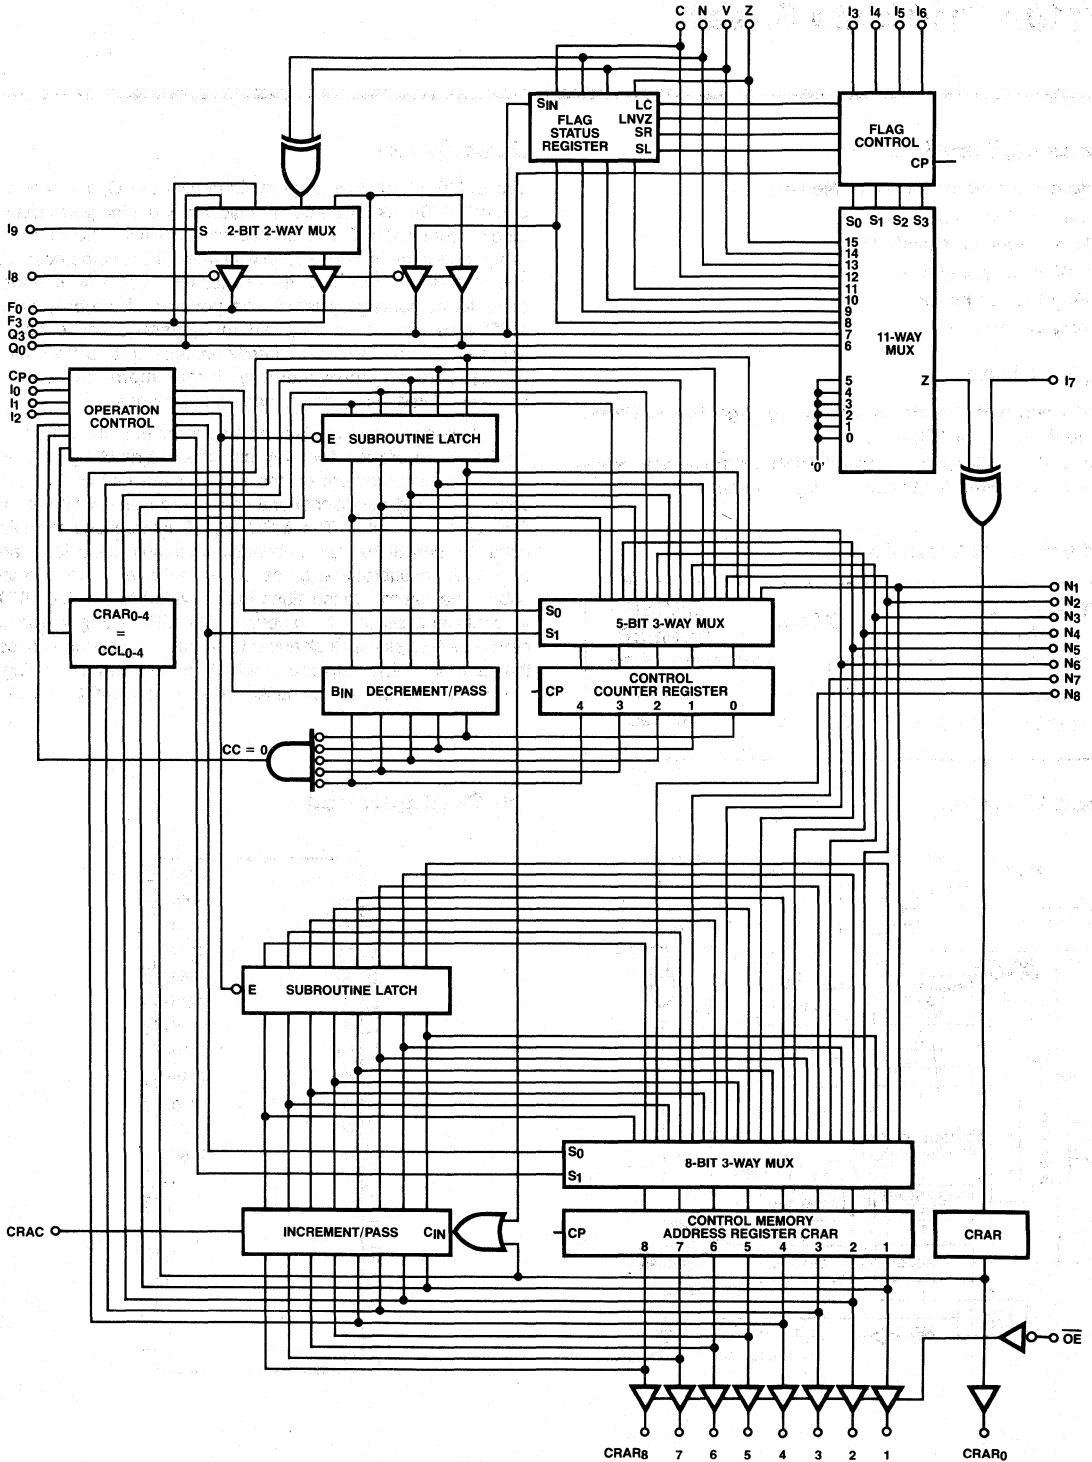 C N V Z
I3 I4 I5 I6
SIN
LC
FLAG
STATUS
REGISTER
LNVZ
SR
SL
FLAG
CONTROL
CP
I9
S 2-BIT 2-WAY MUX
S0 S1 S2 S3
15
14
13
12
11
10
9
8
7
6
11-WAY
MUX
I8
F0
F3
Q3
Q0
CP
I0
I1
I2
OPERATION
CONTROL
5
4
3
2
1
0
'0'
Z
I7
E SUBROUTINE LATCH
CRAR0-4
=
CCL0-4
S0
S1
5-BIT 3-WAY MUX
N1
N2
N3
N4
N5
N6
N7
N8
BIN DECREMENT/PASS
CP
CONTROL
COUNTER REGISTER
4 3 2 1 0
CC = 0
E SUBROUTINE LATCH
S0
S1
8-BIT 3-WAY MUX
CRAC
INCREMENT/PASS CIN
CP
CONTROL MEMORY
ADDRESS REGISTER CRAR
8 7 6 5 4 3 2 1
CRAR
OE
CRAR8 7 6 5 4 3 2 1 CRAR0